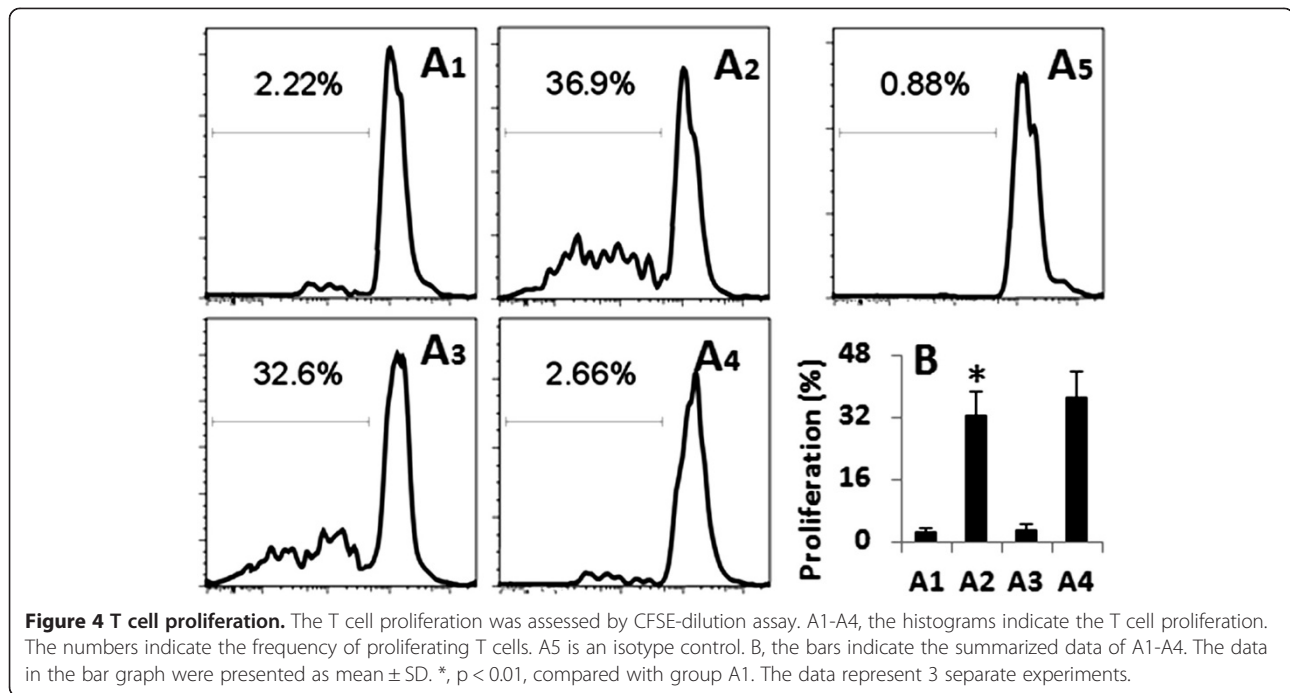 A1
2.22%
A2
36.9%
A5
0.88%
A3
32.6%
A4
2.66%
B
*
Proliferation (%)
48
32
16
0
A1 A2 A3 A4
Figure 4 T cell proliferation. The T cell proliferation was assessed by CFSE-dilution assay. A1-A4, the histograms indicate the T cell proliferation.
The numbers indicate the frequency of proliferating T cells. A5 is an isotype control. B, the bars indicate the summarized data of A1-A4. The data
in the bar graph were presented as mean ± SD. *, p < 0.01, compared with group A1. The data represent 3 separate experiments.